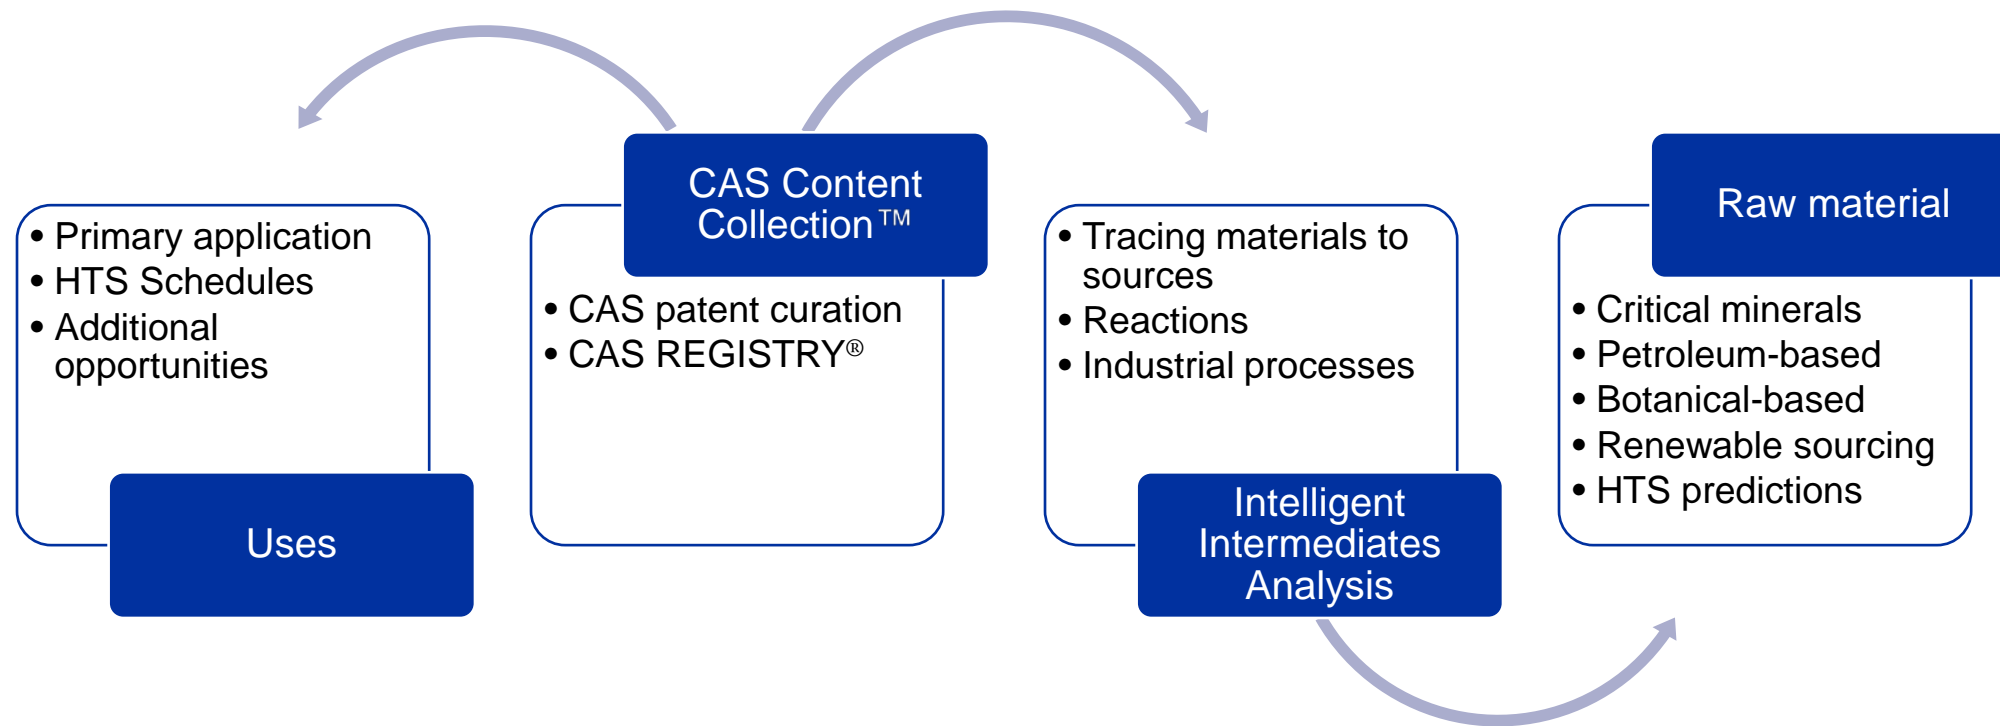 • Primary application
• HTS Schedules
• Additional
opportunities
Uses
CAS Content
Collection™
• CAS patent curation
• CAS REGISTRY®
• Tracing materials to
sources
• Reactions
• Industrial processes
Intelligent
Intermediates
Analysis
Raw material
• Critical minerals
• Petroleum-based
• Botanical-based
• Renewable sourcing
• HTS predictions